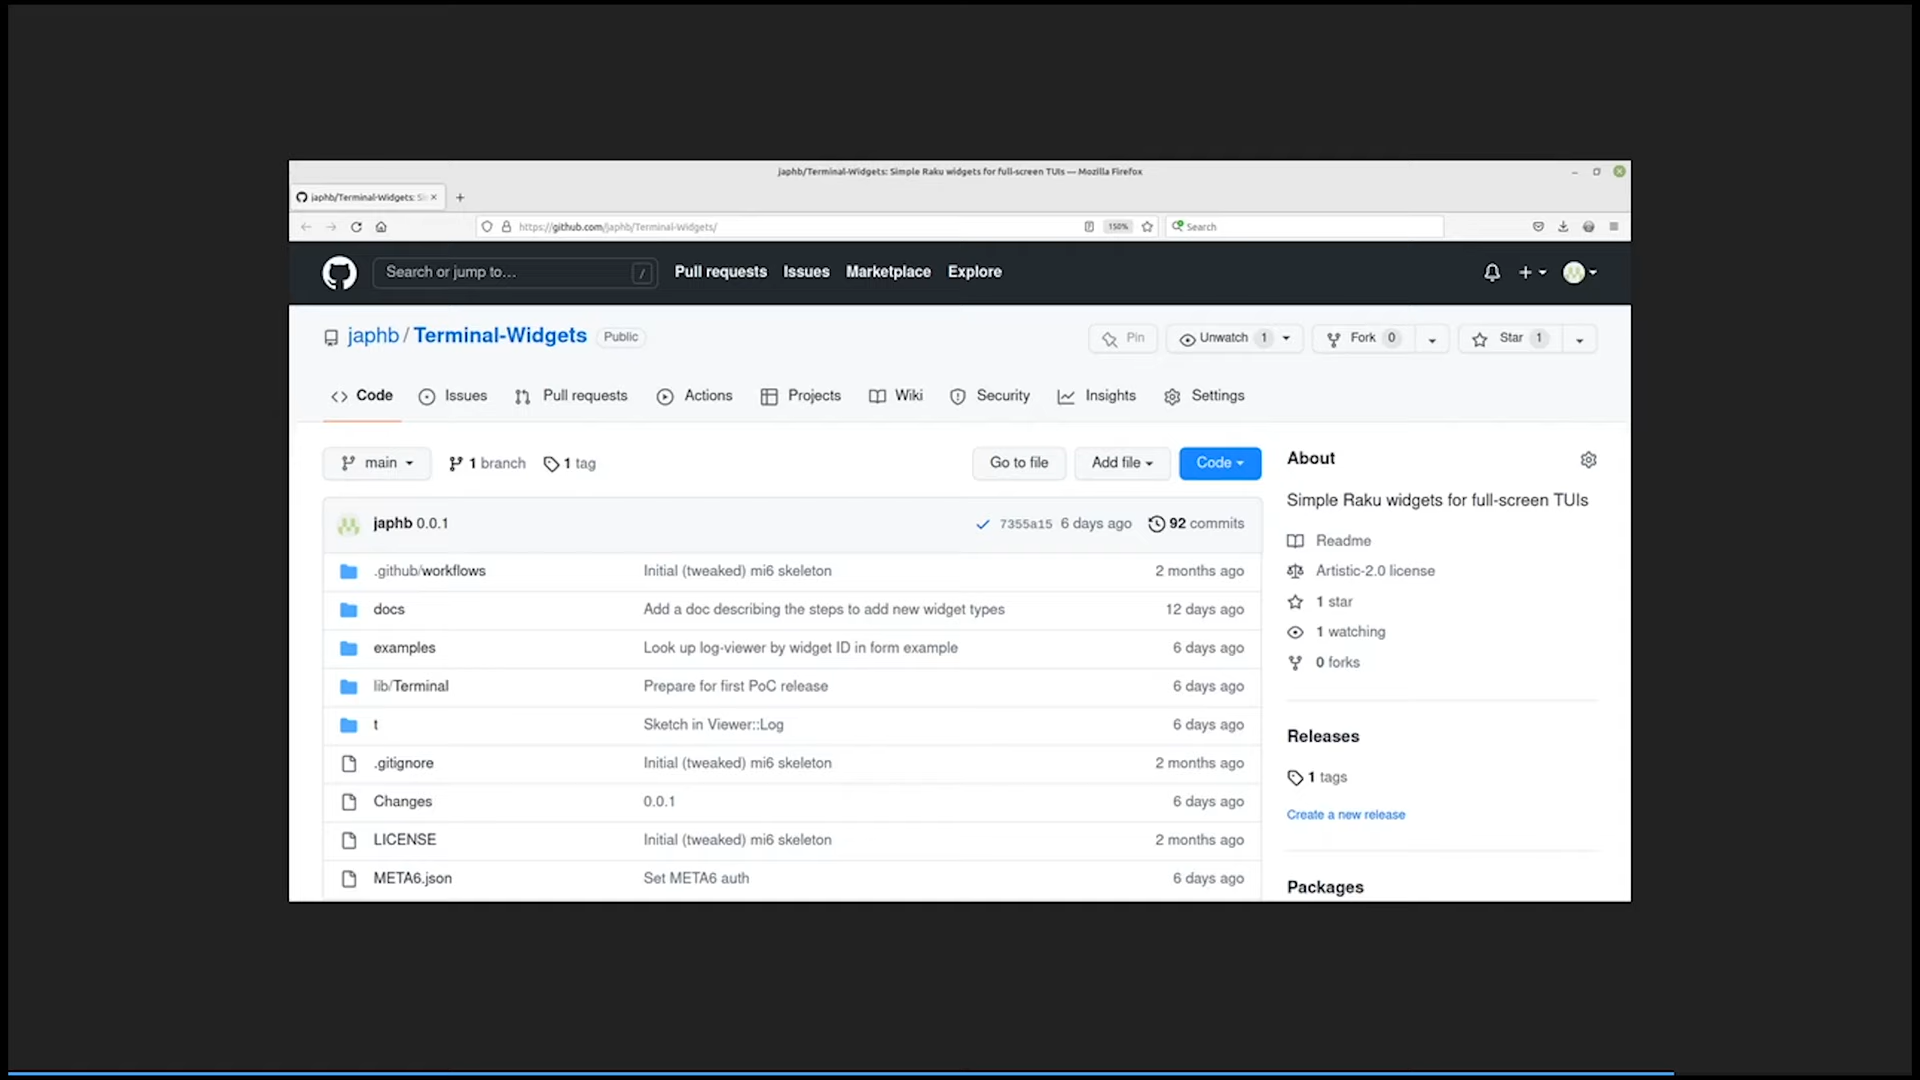 japhb/Terminal-Widgets: Simple Raku widgets for full-screen TUIs — Mozilla Firefox
japhb/Terminal-Widgets: Si
https://github.com/japhb/Terminal-Widgets/
150%
Search
Search or jump to…
/
Pull requests
Issues
Marketplace
Explore
japhb / Terminal-Widgets
Public
Pin
Unwatch 1
Fork 0
Star 1
Code
Issues
Pull requests
Actions
Projects
Wiki
Security
Insights
Settings
main
1 branch
1 tag
Go to file
Add file
Code
japhb 0.0.1
7355a15 6 days ago
92 commits
.github/workflows Initial (tweaked) mi6 skeleton 2 months ago
docs Add a doc describing the steps to add new widget types 12 days ago
examples Look up log-viewer by widget ID in form example 6 days ago
lib/Terminal Prepare for first PoC release 6 days ago
t Sketch in Viewer::Log 6 days ago
.gitignore Initial (tweaked) mi6 skeleton 2 months ago
Changes 0.0.1 6 days ago
LICENSE Initial (tweaked) mi6 skeleton 2 months ago
META6.json Set META6 auth 6 days ago
About
Simple Raku widgets for full-screen TUIs
Readme
Artistic-2.0 license
1 star
1 watching
0 forks
Releases
1 tags
Create a new release
Packages